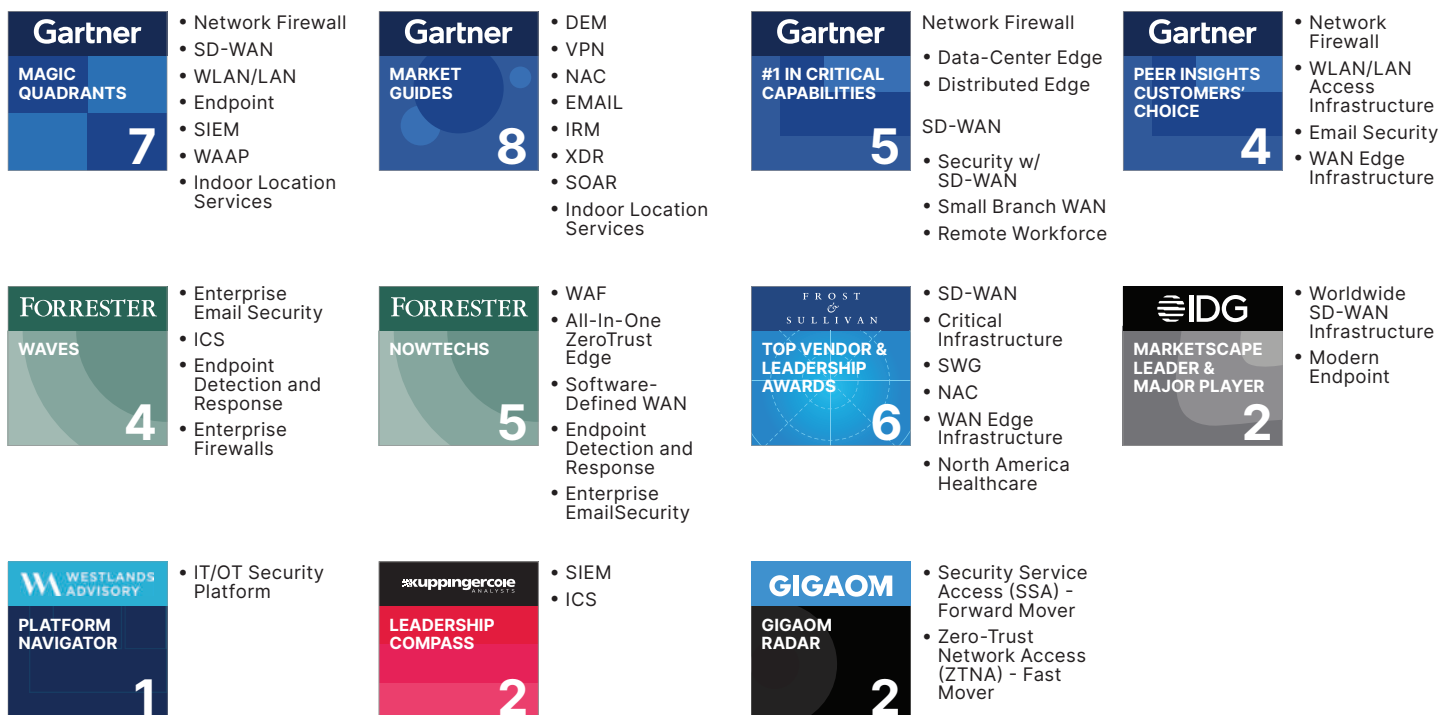 Gartner
MAGIC
QUADRANTS
7
• Network Firewall
• SD-WAN
• WLAN/LAN
• Endpoint
• SIEM
• WAAP
• Indoor Location
Services
Gartner
MARKET
GUIDES
8
• DEM
• VPN
• NAC
• EMAIL
• IRM
• XDR
• SOAR
• Indoor Location
Services
Gartner
#1 IN CRITICAL
CAPABILITIES
5
Network Firewall
• Data-Center Edge
• Distributed Edge
SD-WAN
• Security w/
SD-WAN
• Small Branch WAN
• Remote Workforce
Gartner
PEER INSIGHTS
CUSTOMERS'
CHOICE
4
• Network
Firewall
• WLAN/LAN
Access
Infrastructure
• Email Security
• WAN Edge
Infrastructure
FORRESTER
WAVES
4
• Enterprise
Email Security
• ICS
• Endpoint
Detection and
Response
• Enterprise
Firewalls
FORRESTER
NOWTECHS
5
• WAF
• All-In-One
ZeroTrust
Edge
• Software-
Defined WAN
• Endpoint
Detection and
Response
• Enterprise
EmailSecurity
FROST
&
SULLIVAN
TOP VENDOR &
LEADERSHIP
AWARDS
6
• SD-WAN
• Critical
Infrastructure
• SWG
• NAC
• WAN Edge
Infrastructure
• North America
Healthcare
IDG
MARKETSCAPE
LEADER &
MAJOR PLAYER
2
• Worldwide
SD-WAN
Infrastructure
• Modern
Endpoint
WA WESTLANDS
ADVISORY
PLATFORM
NAVIGATOR
1
• IT/OT Security
Platform
kuppingercole
ANALYSTS
LEADERSHIP
COMPASS
2
• SIEM
• ICS
GIGAOM
GIGAOM
RADAR
2
• Security Service
Access (SSA) -
Forward Mover
• Zero-Trust
Network Access
(ZTNA) - Fast
Mover